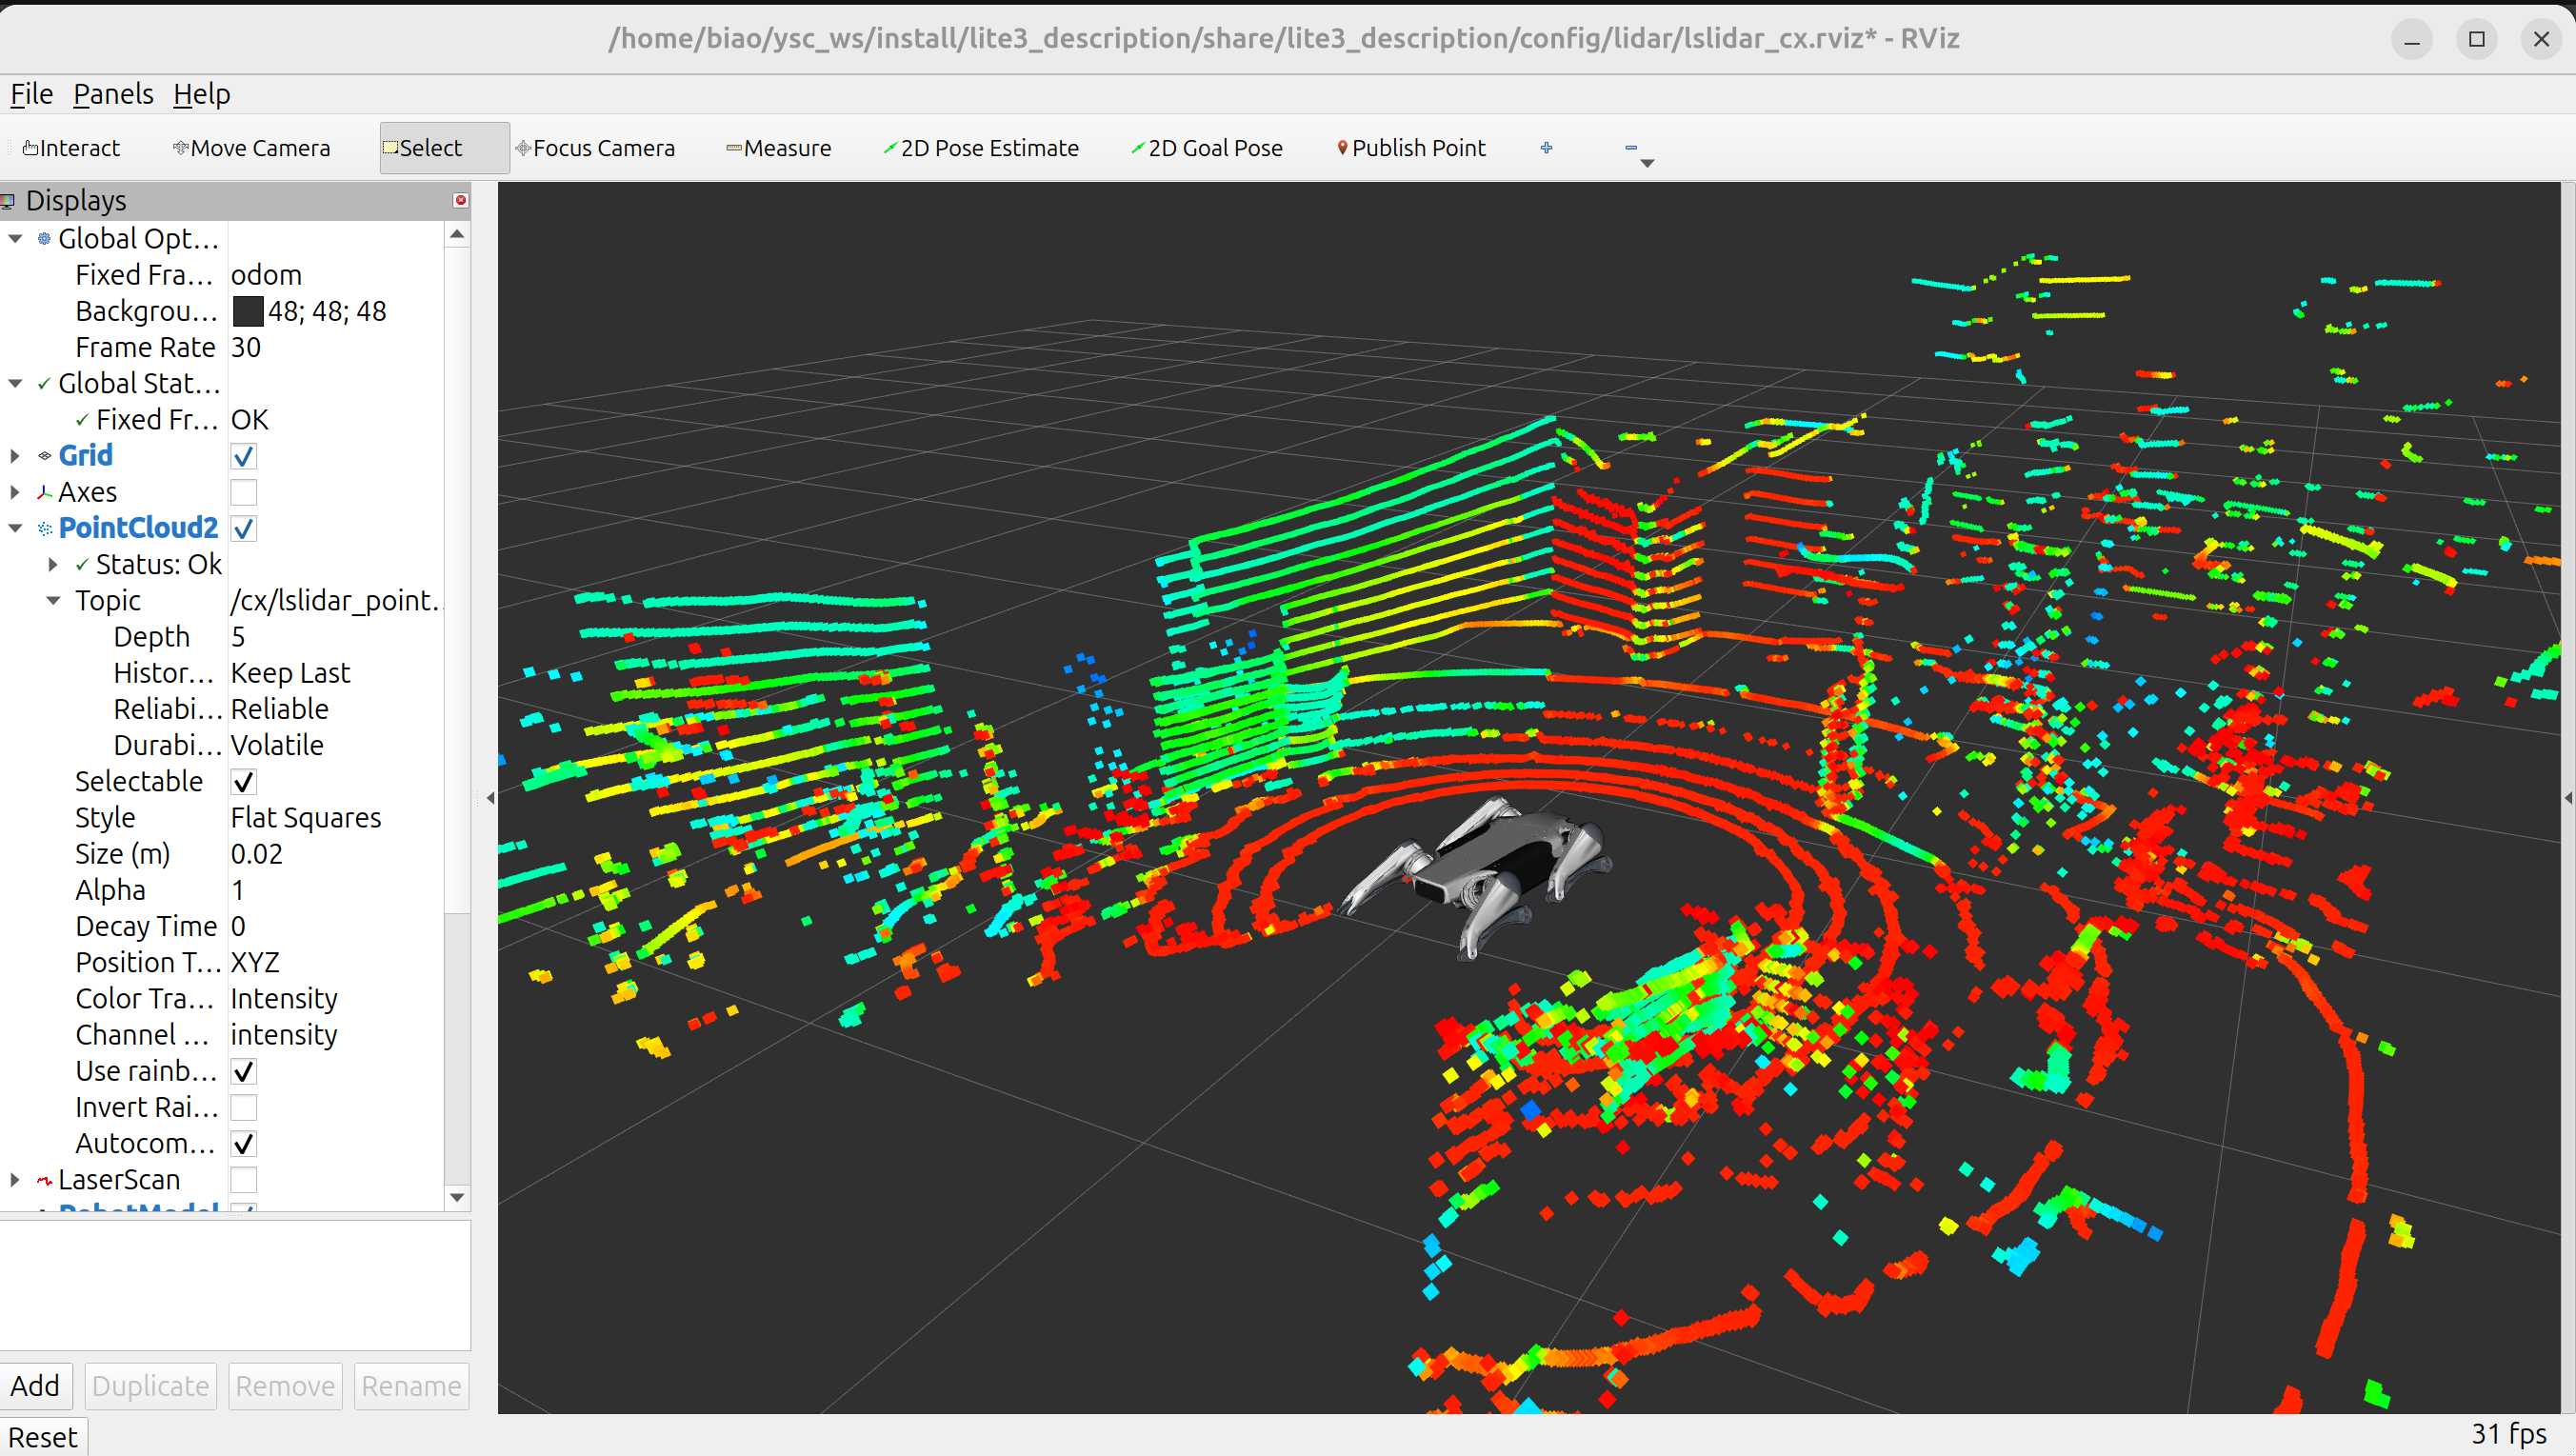 /home/biao/ysc_ws/install/lite3_description/share/lite3_description/config/lidar/lslidar_cx.rviz* - RViz
File Panels Help
Interact Move Camera Select Focus Camera Measure 2D Pose Estimate 2D Goal Pose Publish Point
Displays
Global Opt...
Fixed Fra... odom
Backgrou... 48; 48; 48
Frame Rate 30
Global Stat...
Fixed Fr... OK
Grid
Axes
PointCloud2
Status: Ok
Topic /cx/lslidar_point...
Depth 5
Histor... Keep Last
Reliabi... Reliable
Durabi... Volatile
Selectable
Style Flat Squares
Size (m) 0.02
Alpha 1
Decay Time 0
Position T... XYZ
Color Tra... Intensity
Channel ... intensity
Use rainb...
Invert Rai...
Autocom...
LaserScan
RobotModel
Add Duplicate Remove Rename
Reset
31 fps